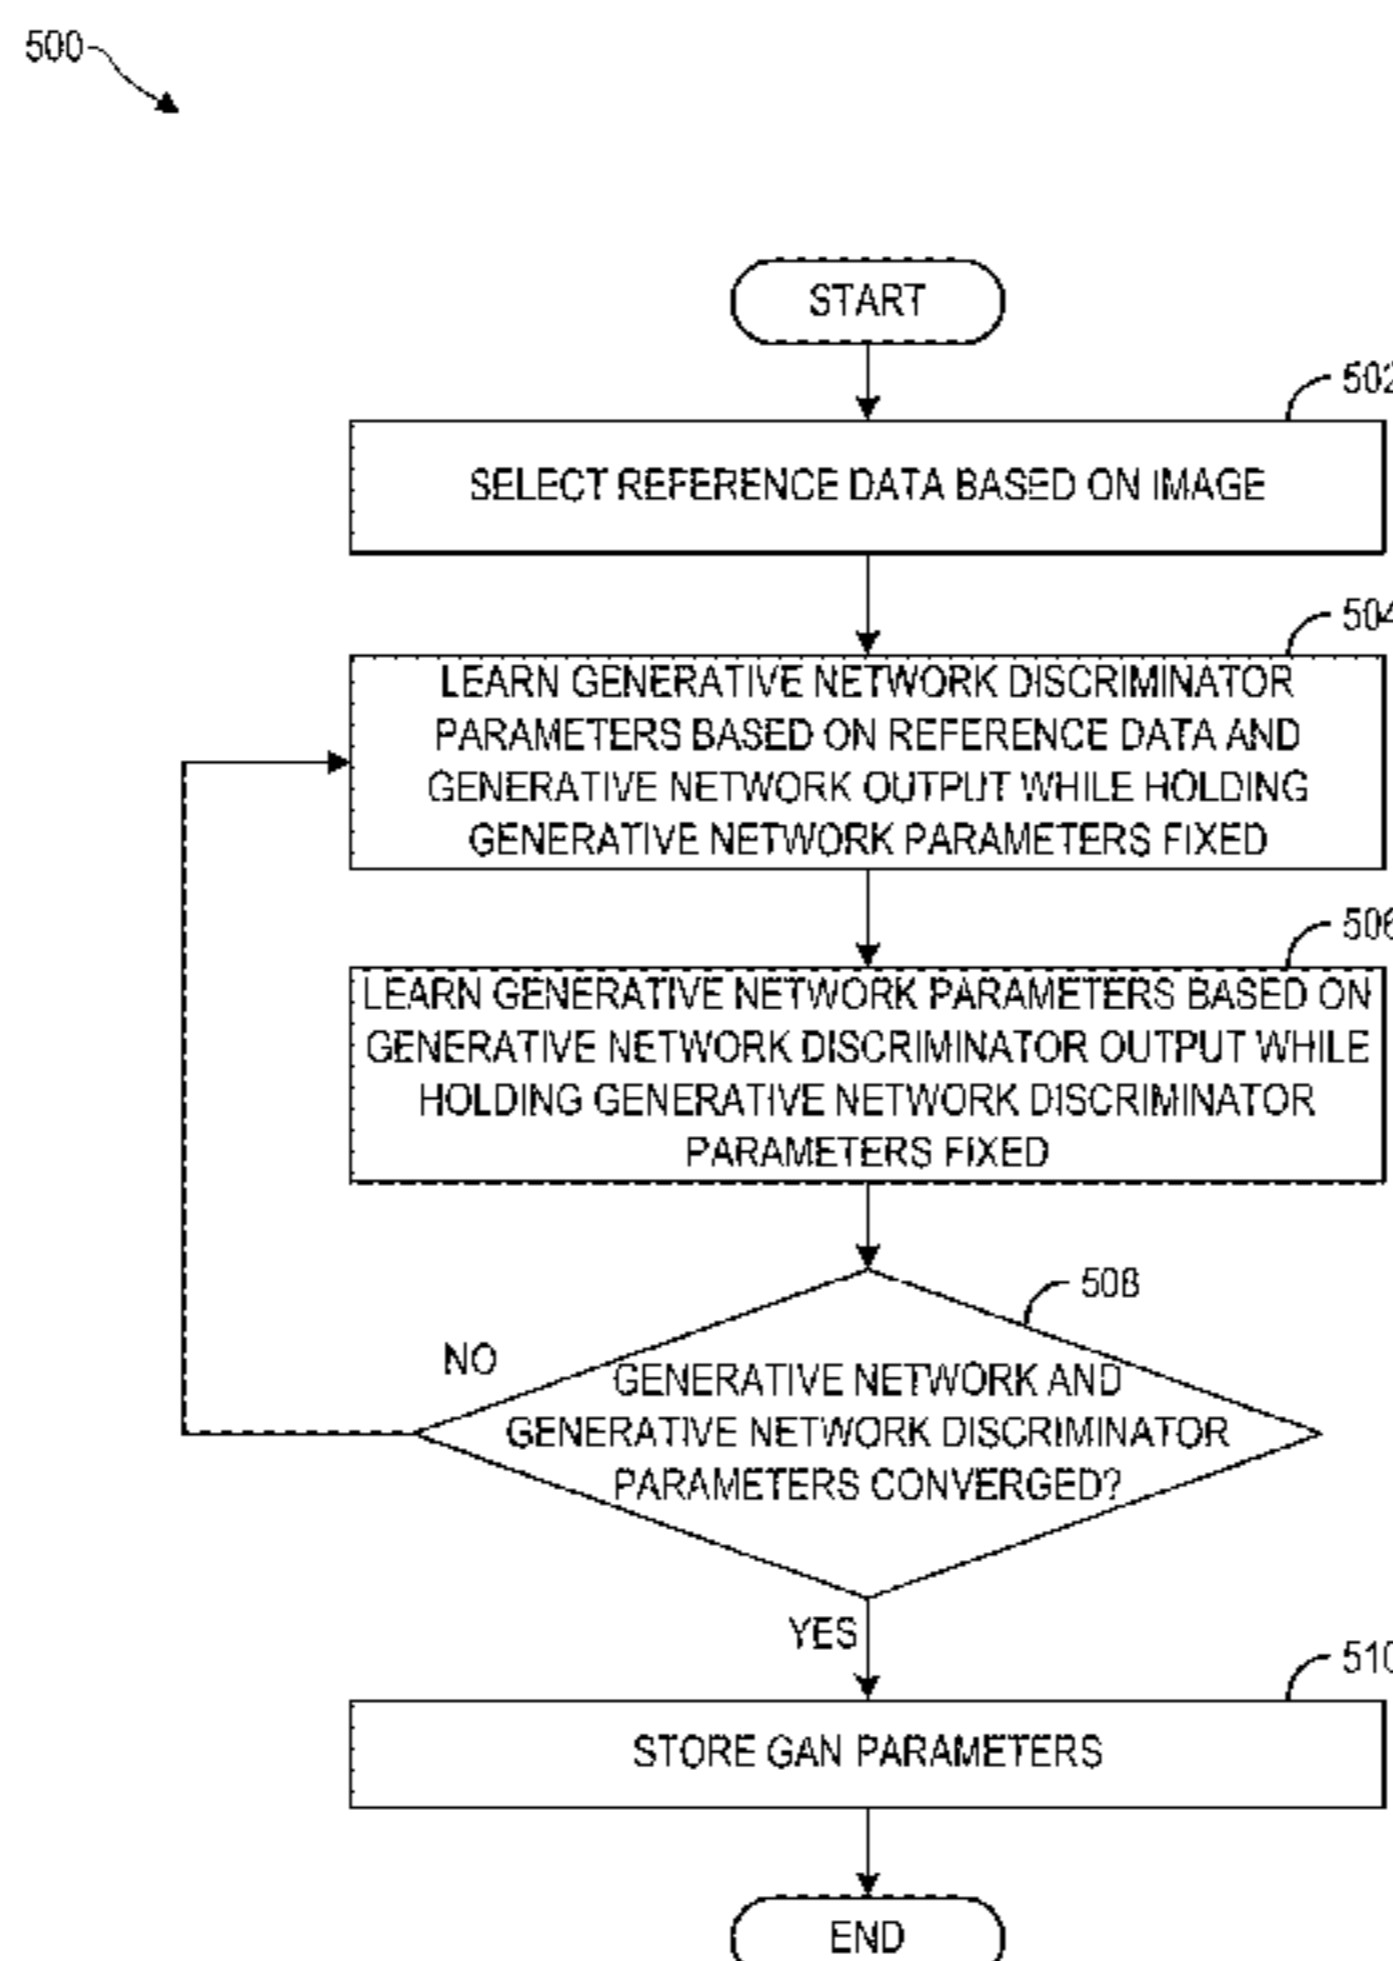 500
START
502
SELECT REFERENCE DATA BASED ON IMAGE
504
LEARN GENERATIVE NETWORK DISCRIMINATOR
PARAMETERS BASED ON REFERENCE DATA AND
GENERATIVE NETWORK OUTPUT WHILE HOLDING
GENERATIVE NETWORK PARAMETERS FIXED
506
LEARN GENERATIVE NETWORK PARAMETERS BASED ON
GENERATIVE NETWORK DISCRIMINATOR OUTPUT WHILE
HOLDING GENERATIVE NETWORK DISCRIMINATOR
PARAMETERS FIXED
508
NO
GENERATIVE NETWORK AND
GENERATIVE NETWORK DISCRIMINATOR
PARAMETERS CONVERGED?
YES
510
STORE GAN PARAMETERS
END